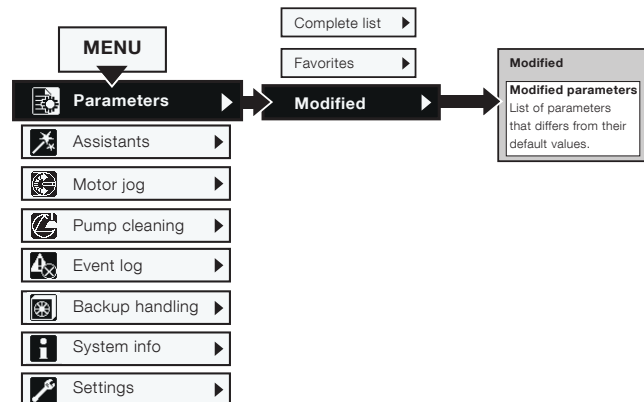 MENU
Parameters
Assistants
Motor jog
Pump cleaning
Event log
Backup handling
System info
Settings
Complete list
Favorites
Modified
Modified
Modified parameters
List of parameters
that differs from their
default values.